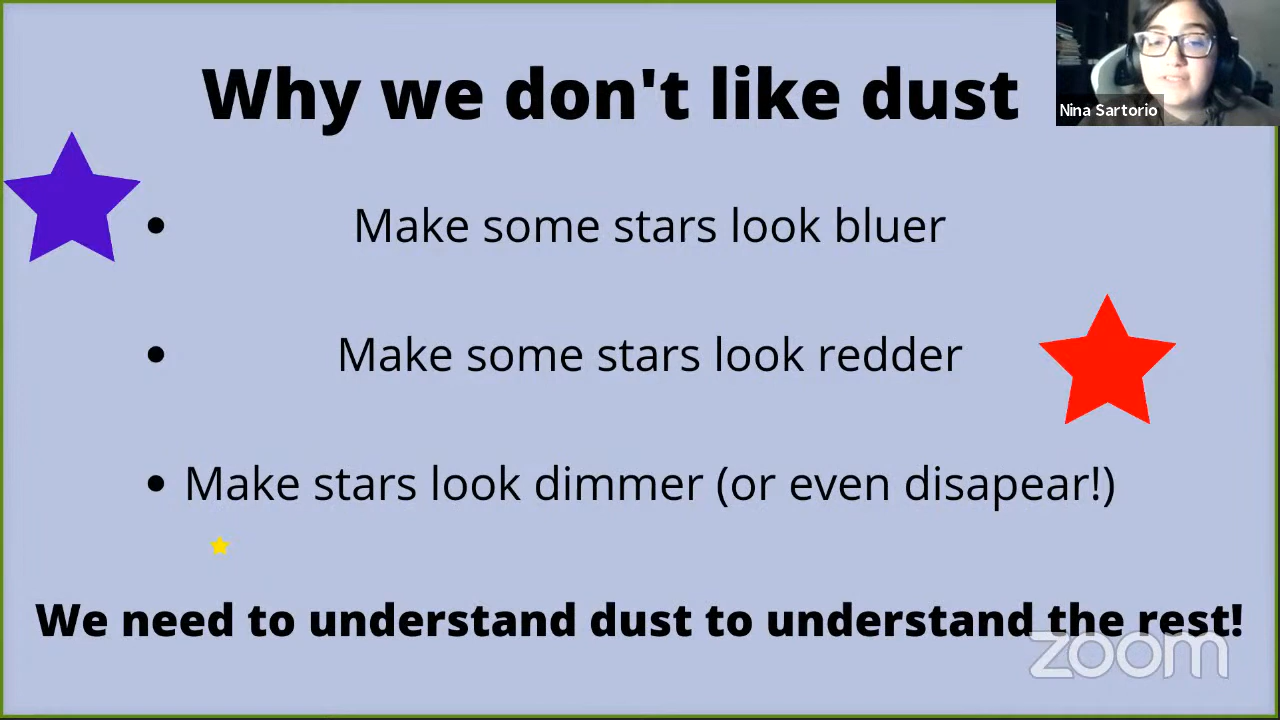 Why we don't like dust
Nina Sartorio
• Make some stars look bluer
• Make some stars look redder
• Make stars look dimmer (or even disapear!)
We need to understand dust to understand the rest!
zoom